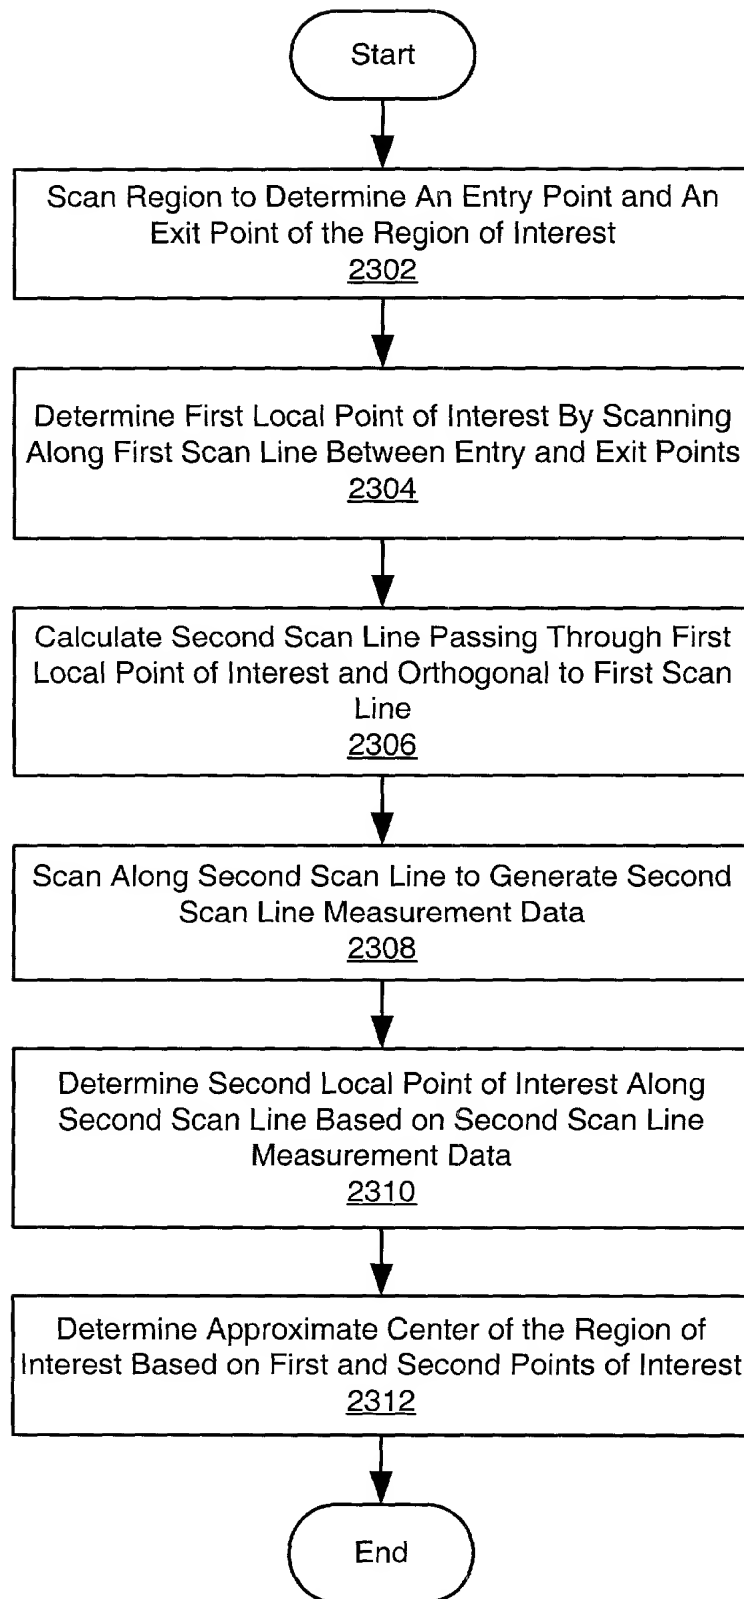 Start
Scan Region to Determine An Entry Point and An
Exit Point of the Region of Interest
2302
Determine First Local Point of Interest By Scanning
Along First Scan Line Between Entry and Exit Points
2304
Calculate Second Scan Line Passing Through First
Local Point of Interest and Orthogonal to First Scan
Line
2306
Scan Along Second Scan Line to Generate Second
Scan Line Measurement Data
2308
Determine Second Local Point of Interest Along
Second Scan Line Based on Second Scan Line
Measurement Data
2310
Determine Approximate Center of the Region of
Interest Based on First and Second Points of Interest
2312
End